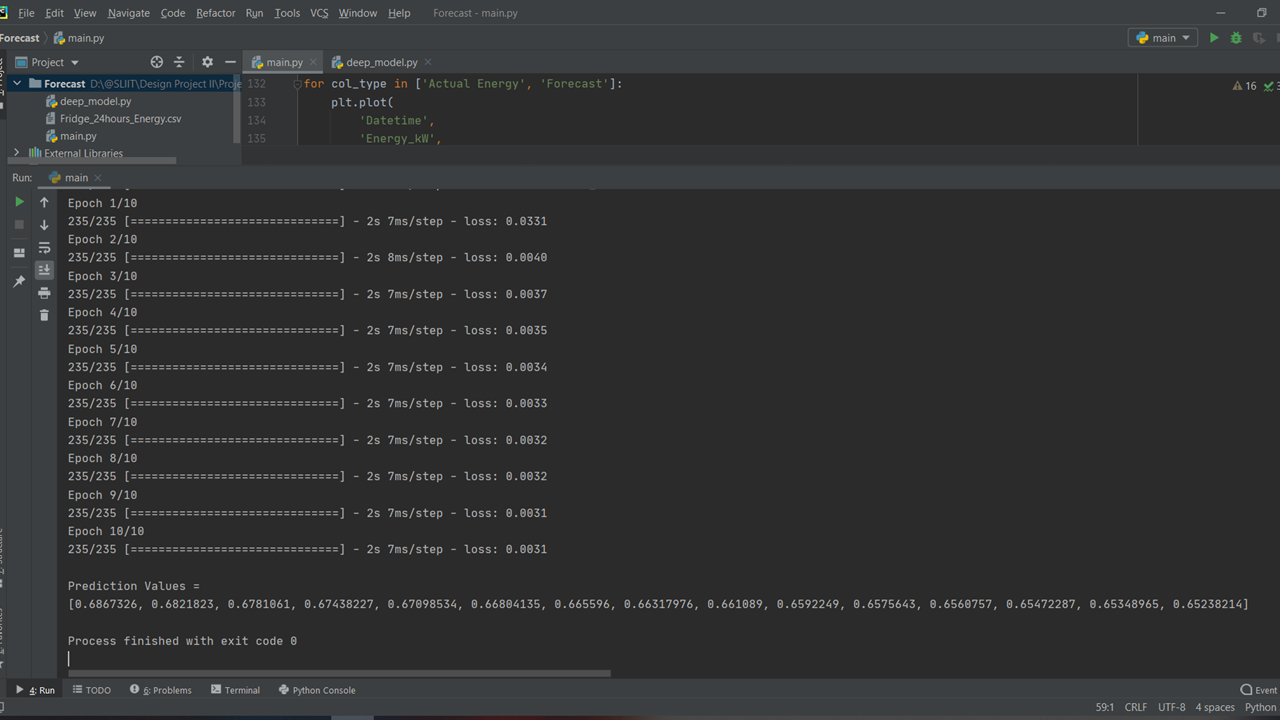 File Edit View Navigate Code Refactor Run Tools VCS Window Help Forecast - main.py
Forecast main.py main
Project main.py deep_model.py
Forecast D:\@SLIIT\Design Project II\Proje
deep_model.py
Fridge_24hours_Energy.csv
main.py
External Libraries
132 for col_type in ['Actual Energy', 'Forecast']:
133 plt.plot(
134 'Datetime',
135 'Energy_kW',
16
Run: main
Epoch 1/10
235/235 [==============================] - 2s 7ms/step - loss: 0.0331
Epoch 2/10
235/235 [==============================] - 2s 8ms/step - loss: 0.0040
Epoch 3/10
235/235 [==============================] - 2s 7ms/step - loss: 0.0037
Epoch 4/10
235/235 [==============================] - 2s 7ms/step - loss: 0.0035
Epoch 5/10
235/235 [==============================] - 2s 7ms/step - loss: 0.0034
Epoch 6/10
235/235 [==============================] - 2s 7ms/step - loss: 0.0033
Epoch 7/10
235/235 [==============================] - 2s 7ms/step - loss: 0.0032
Epoch 8/10
235/235 [==============================] - 2s 7ms/step - loss: 0.0032
Epoch 9/10
235/235 [==============================] - 2s 7ms/step - loss: 0.0031
Epoch 10/10
235/235 [==============================] - 2s 7ms/step - loss: 0.0031
Prediction Values =
[0.6867326, 0.6821823, 0.6781061, 0.67438227, 0.67098534, 0.66804135, 0.665596, 0.66317976, 0.661089, 0.6592249, 0.6575643, 0.6560757, 0.65472287, 0.65348965, 0.65238214]
Process finished with exit code 0
4: Run TODO 6: Problems Terminal Python Console Event
59:1 CRLF UTF-8 4 spaces Python